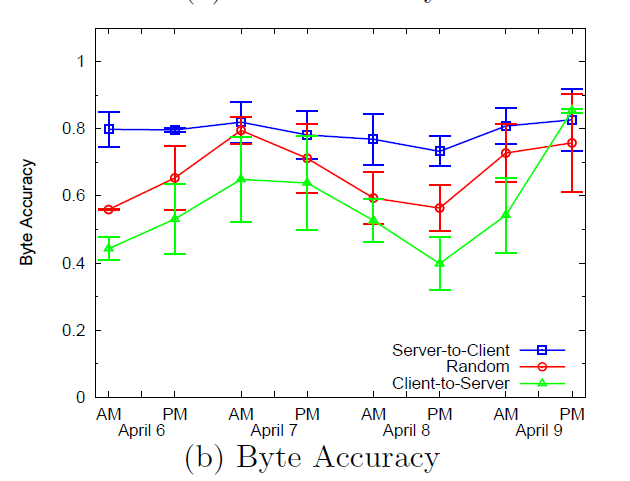 1
0.8
0.6
0.4
0.2
0
Byte Accuracy
Server-to-Client
Random
Client-to-Server
AM PM AM PM AM PM AM PM
April 6 April 7 April 8 April 9
(b) Byte Accuracy